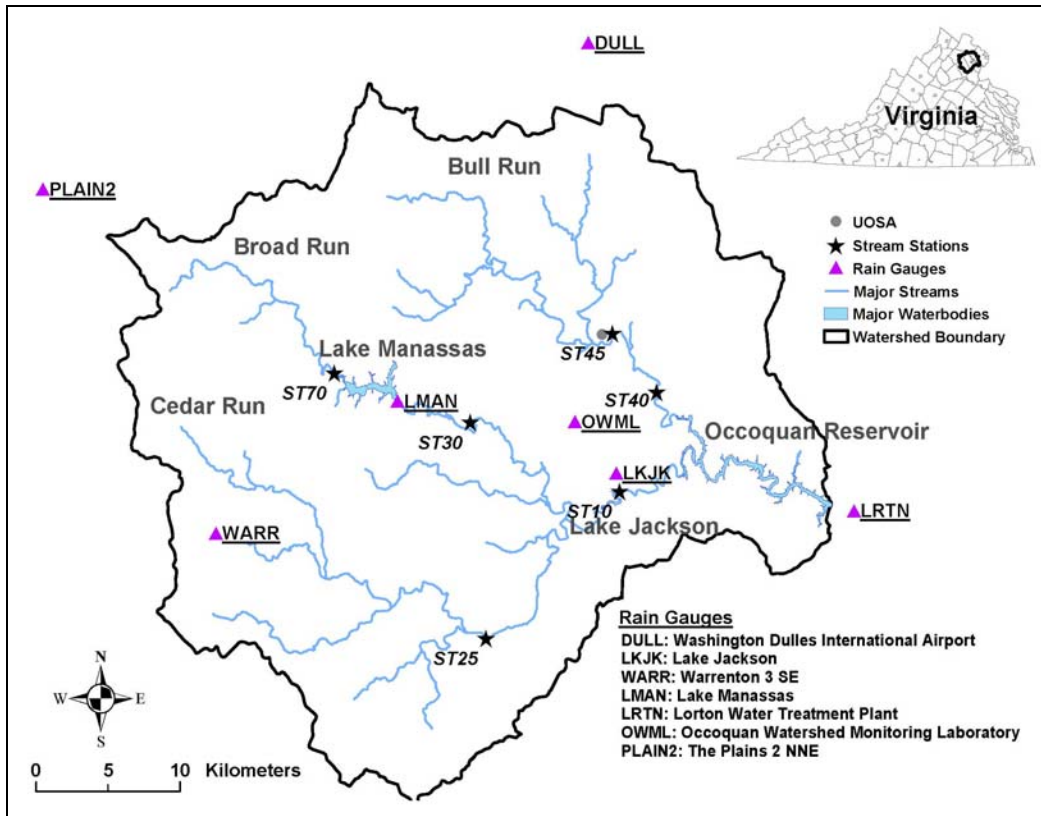 DULL
Virginia
Bull Run
PLAIN2
Broad Run
UOSA
Stream Stations
Rain Gauges
Major Streams
Major Waterbodies
Watershed Boundary
Lake Manassas
ST45
ST70
Cedar Run
LMAN
ST40
ST30
OWML
Occoquan Reservoir
LKJK
ST10
LRTN
Lake Jackson
WARR
ST25
Rain Gauges
DULL: Washington Dulles International Airport
LKJK: Lake Jackson
WARR: Warrenton 3 SE
LMAN: Lake Manassas
LRTN: Lorton Water Treatment Plant
OWML: Occoquan Watershed Monitoring Laboratory
PLAIN2: The Plains 2 NNE
N
W E
S
0 5 10 Kilometers